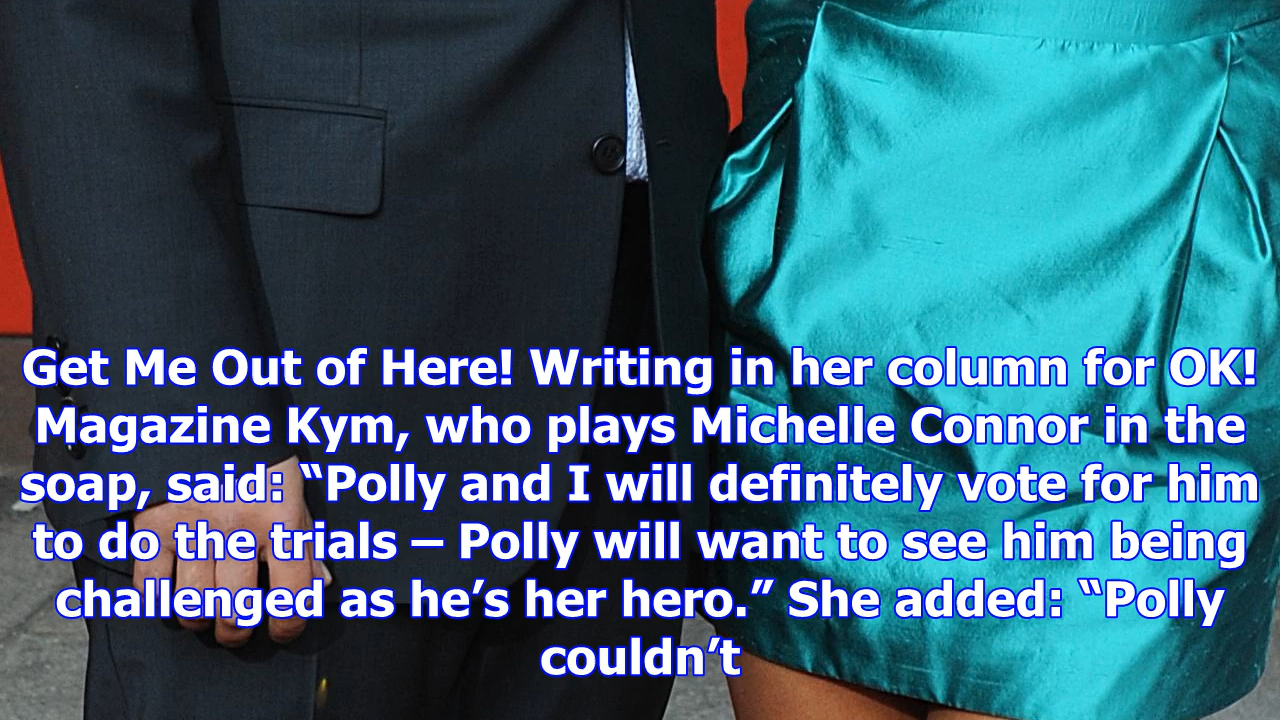 Get Me Out of Here! Writing in her column for OK!
Magazine Kym, who plays Michelle Connor in the
soap, said: “Polly and I will definitely vote for him
to do the trials – Polly will want to see him being
challenged as he’s her hero.” She added: “Polly
couldn’t